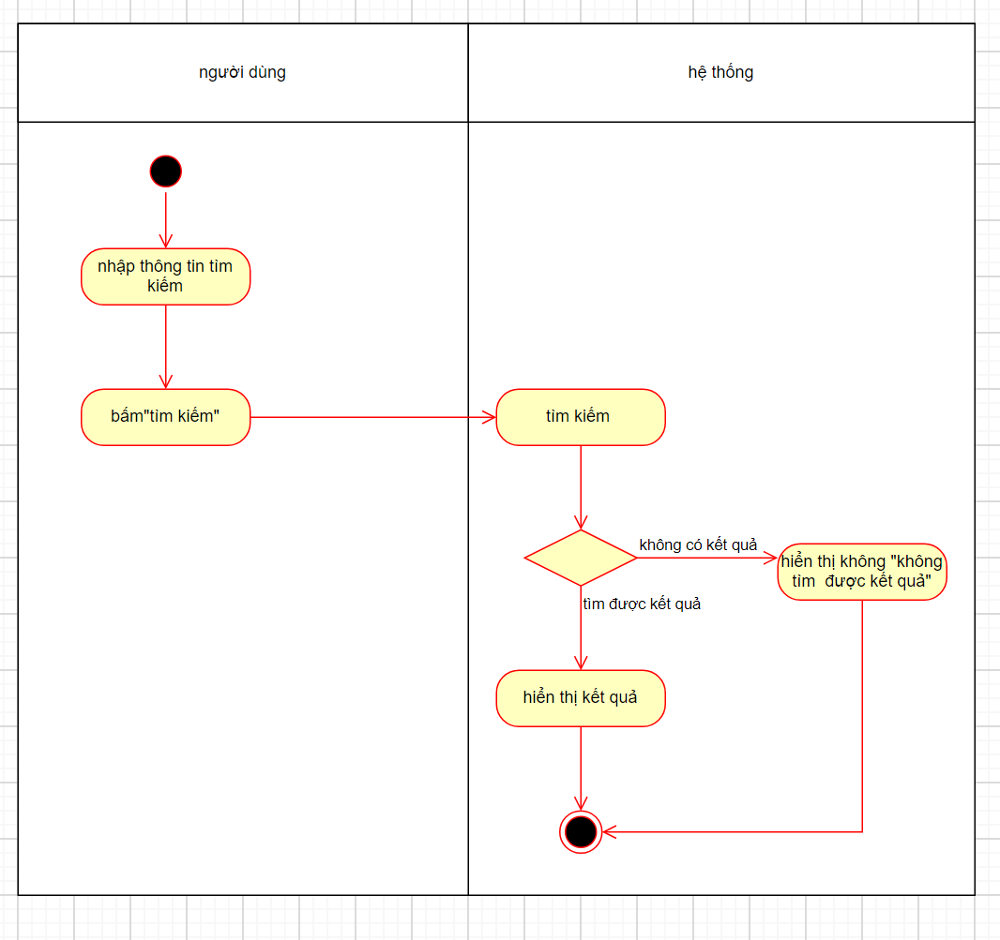 người dùng
hệ thống
nhập thông tin tìm
kiếm
bấm"tìm kiếm"
tìm kiếm
không có kết quả
hiển thị không "không
tìm  được kết quả"
tìm được kết quả
hiển thị kết quả